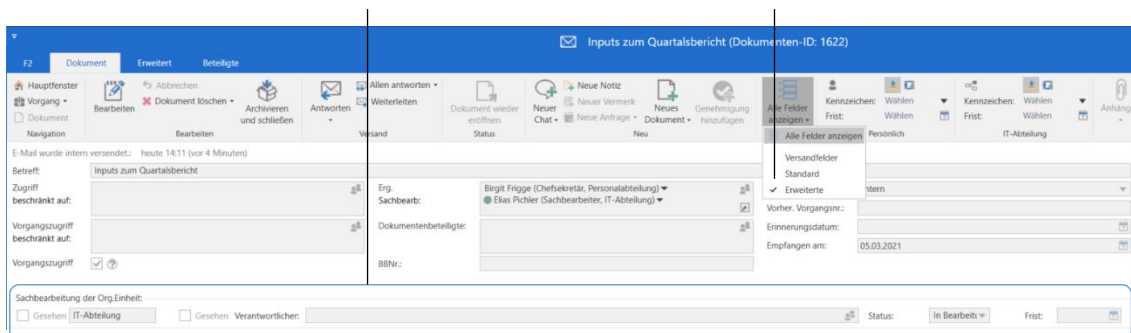 Inputs zum Quartalsbericht (Dokumenten-ID: 1622)
F2 Dokument Erweitert Beteiligte
Hauptfenster
Vorgang
Dokument
Navigation
Bearbeiten
Abbrechen
Dokument löschen
Archivieren und schließen
Bearbeiten
Antworten
Allen antworten
Weiterleiten
Versand
Dokument wieder eröffnen
Status
Neuer Chat
Neue Notiz
Neuer Vermerk
Neue Anfrage
Neues Dokument
Genehmigung hinzufügen
Neu
Alle Felder anzeigen
Kennzeichen: Wählen
Frist: Wählen
Persönlich
Kennzeichen: Wählen
Frist: Wählen
IT-Abteilung
Anhäng
Alle Felder anzeigen
Versandfelder
Standard
Erweiterte
E-Mail wurde intern versendet.: heute 14:11 (vor 4 Minuten)
Betreff: Inputs zum Quartalsbericht
Zugriff beschränkt auf:
Erg. Sachbearb: Birgit Frigge (Chefsekretär, Personalabteilung)
Elias Pichler (Sachbearbeiter, IT-Abteilung)
ntern
Vorher. Vorgangsnr.:
Vorgangszugriff beschränkt auf:
Dokumentenbeteiligte:
Erinnerungsdatum:
Empfangen am: 05.03.2021
Vorgangszugriff
BBNr.:
Sachbearbeitung der Org.Einheit:
Gesehen IT-Abteilung Gesehen Verantwortlicher: Status: In Bearbeitu Frist: